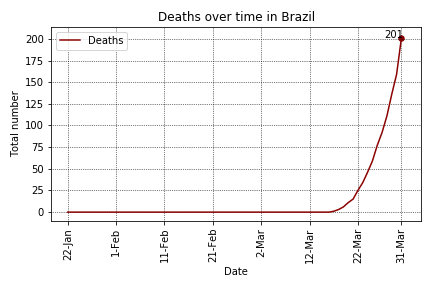 Deaths over time in Brazil
201
Deaths
200
175
150
125
100
75
50
25
0
Total number
22-Jan
1-Feb
11-Feb
21-Feb
2-Mar
12-Mar
22-Mar
31-Mar
Date